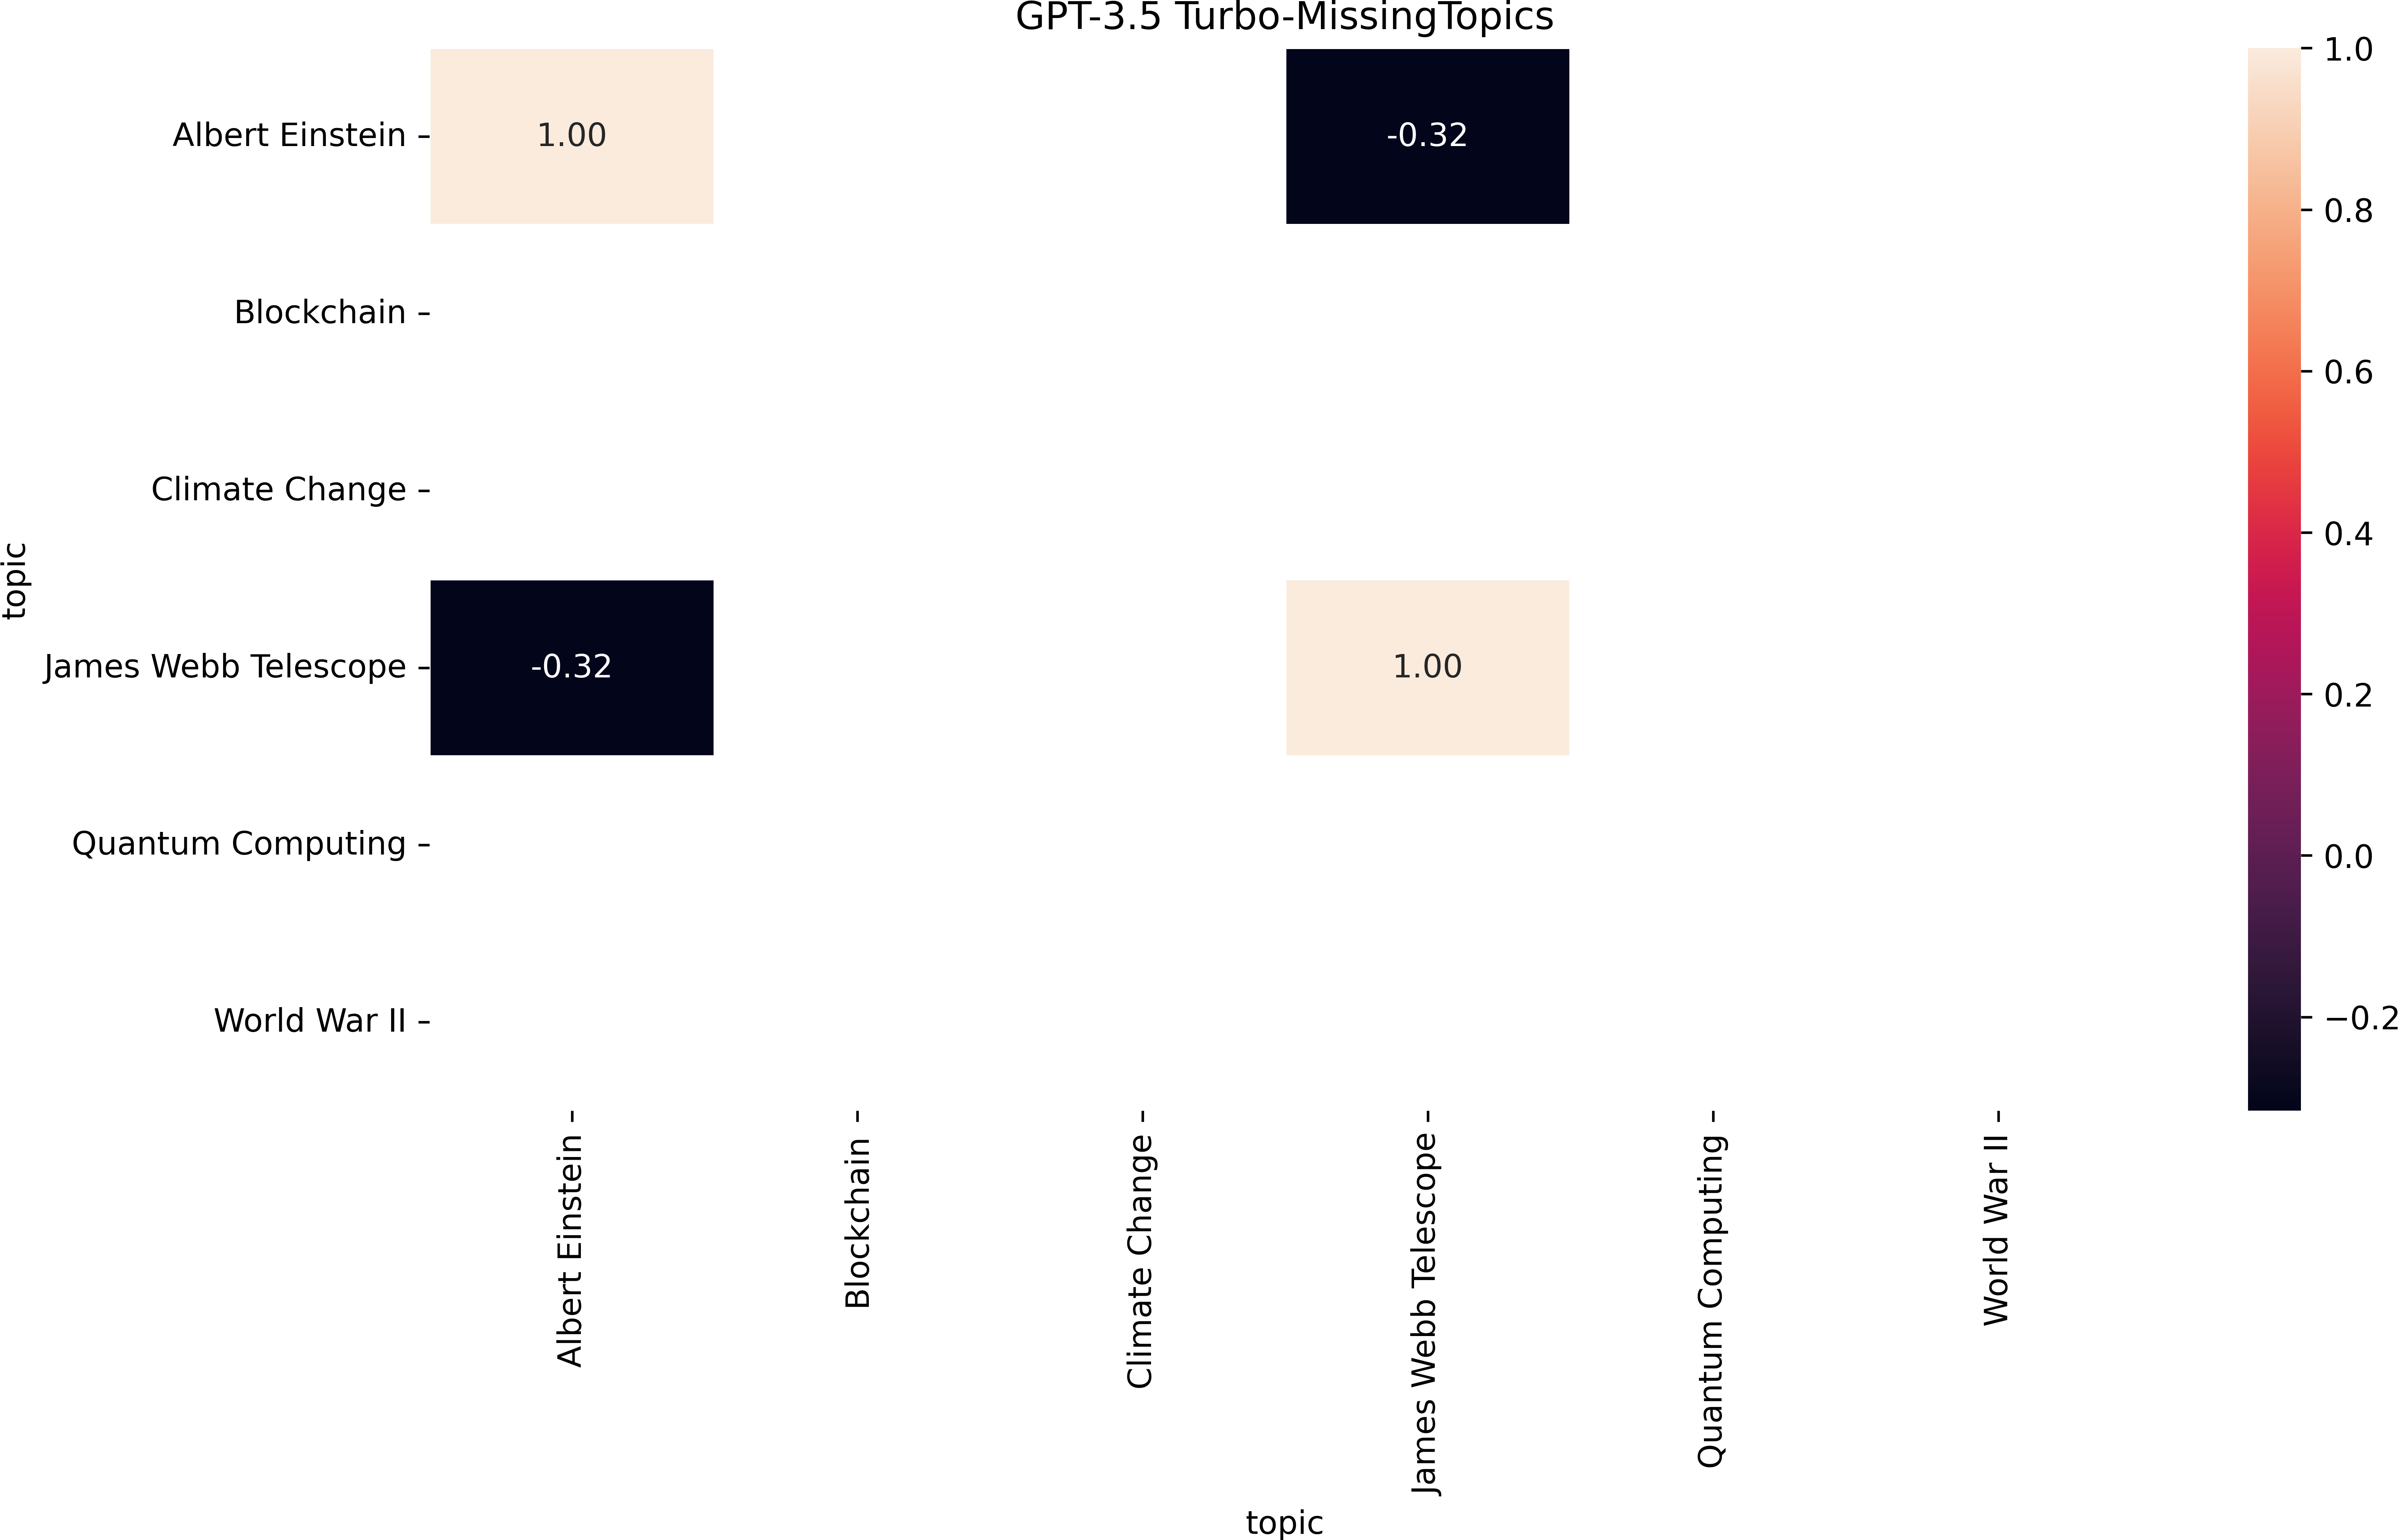 GPT-3.5 Turbo-MissingTopics
topic
Albert Einstein
Blockchain
Climate Change
James Webb Telescope
Quantum Computing
World War II
1.00
-0.32
-0.32
1.00
Albert Einstein
Blockchain
Climate Change
James Webb Telescope
Quantum Computing
World War II
topic
1.0
0.8
0.6
0.4
0.2
0.0
−0.2